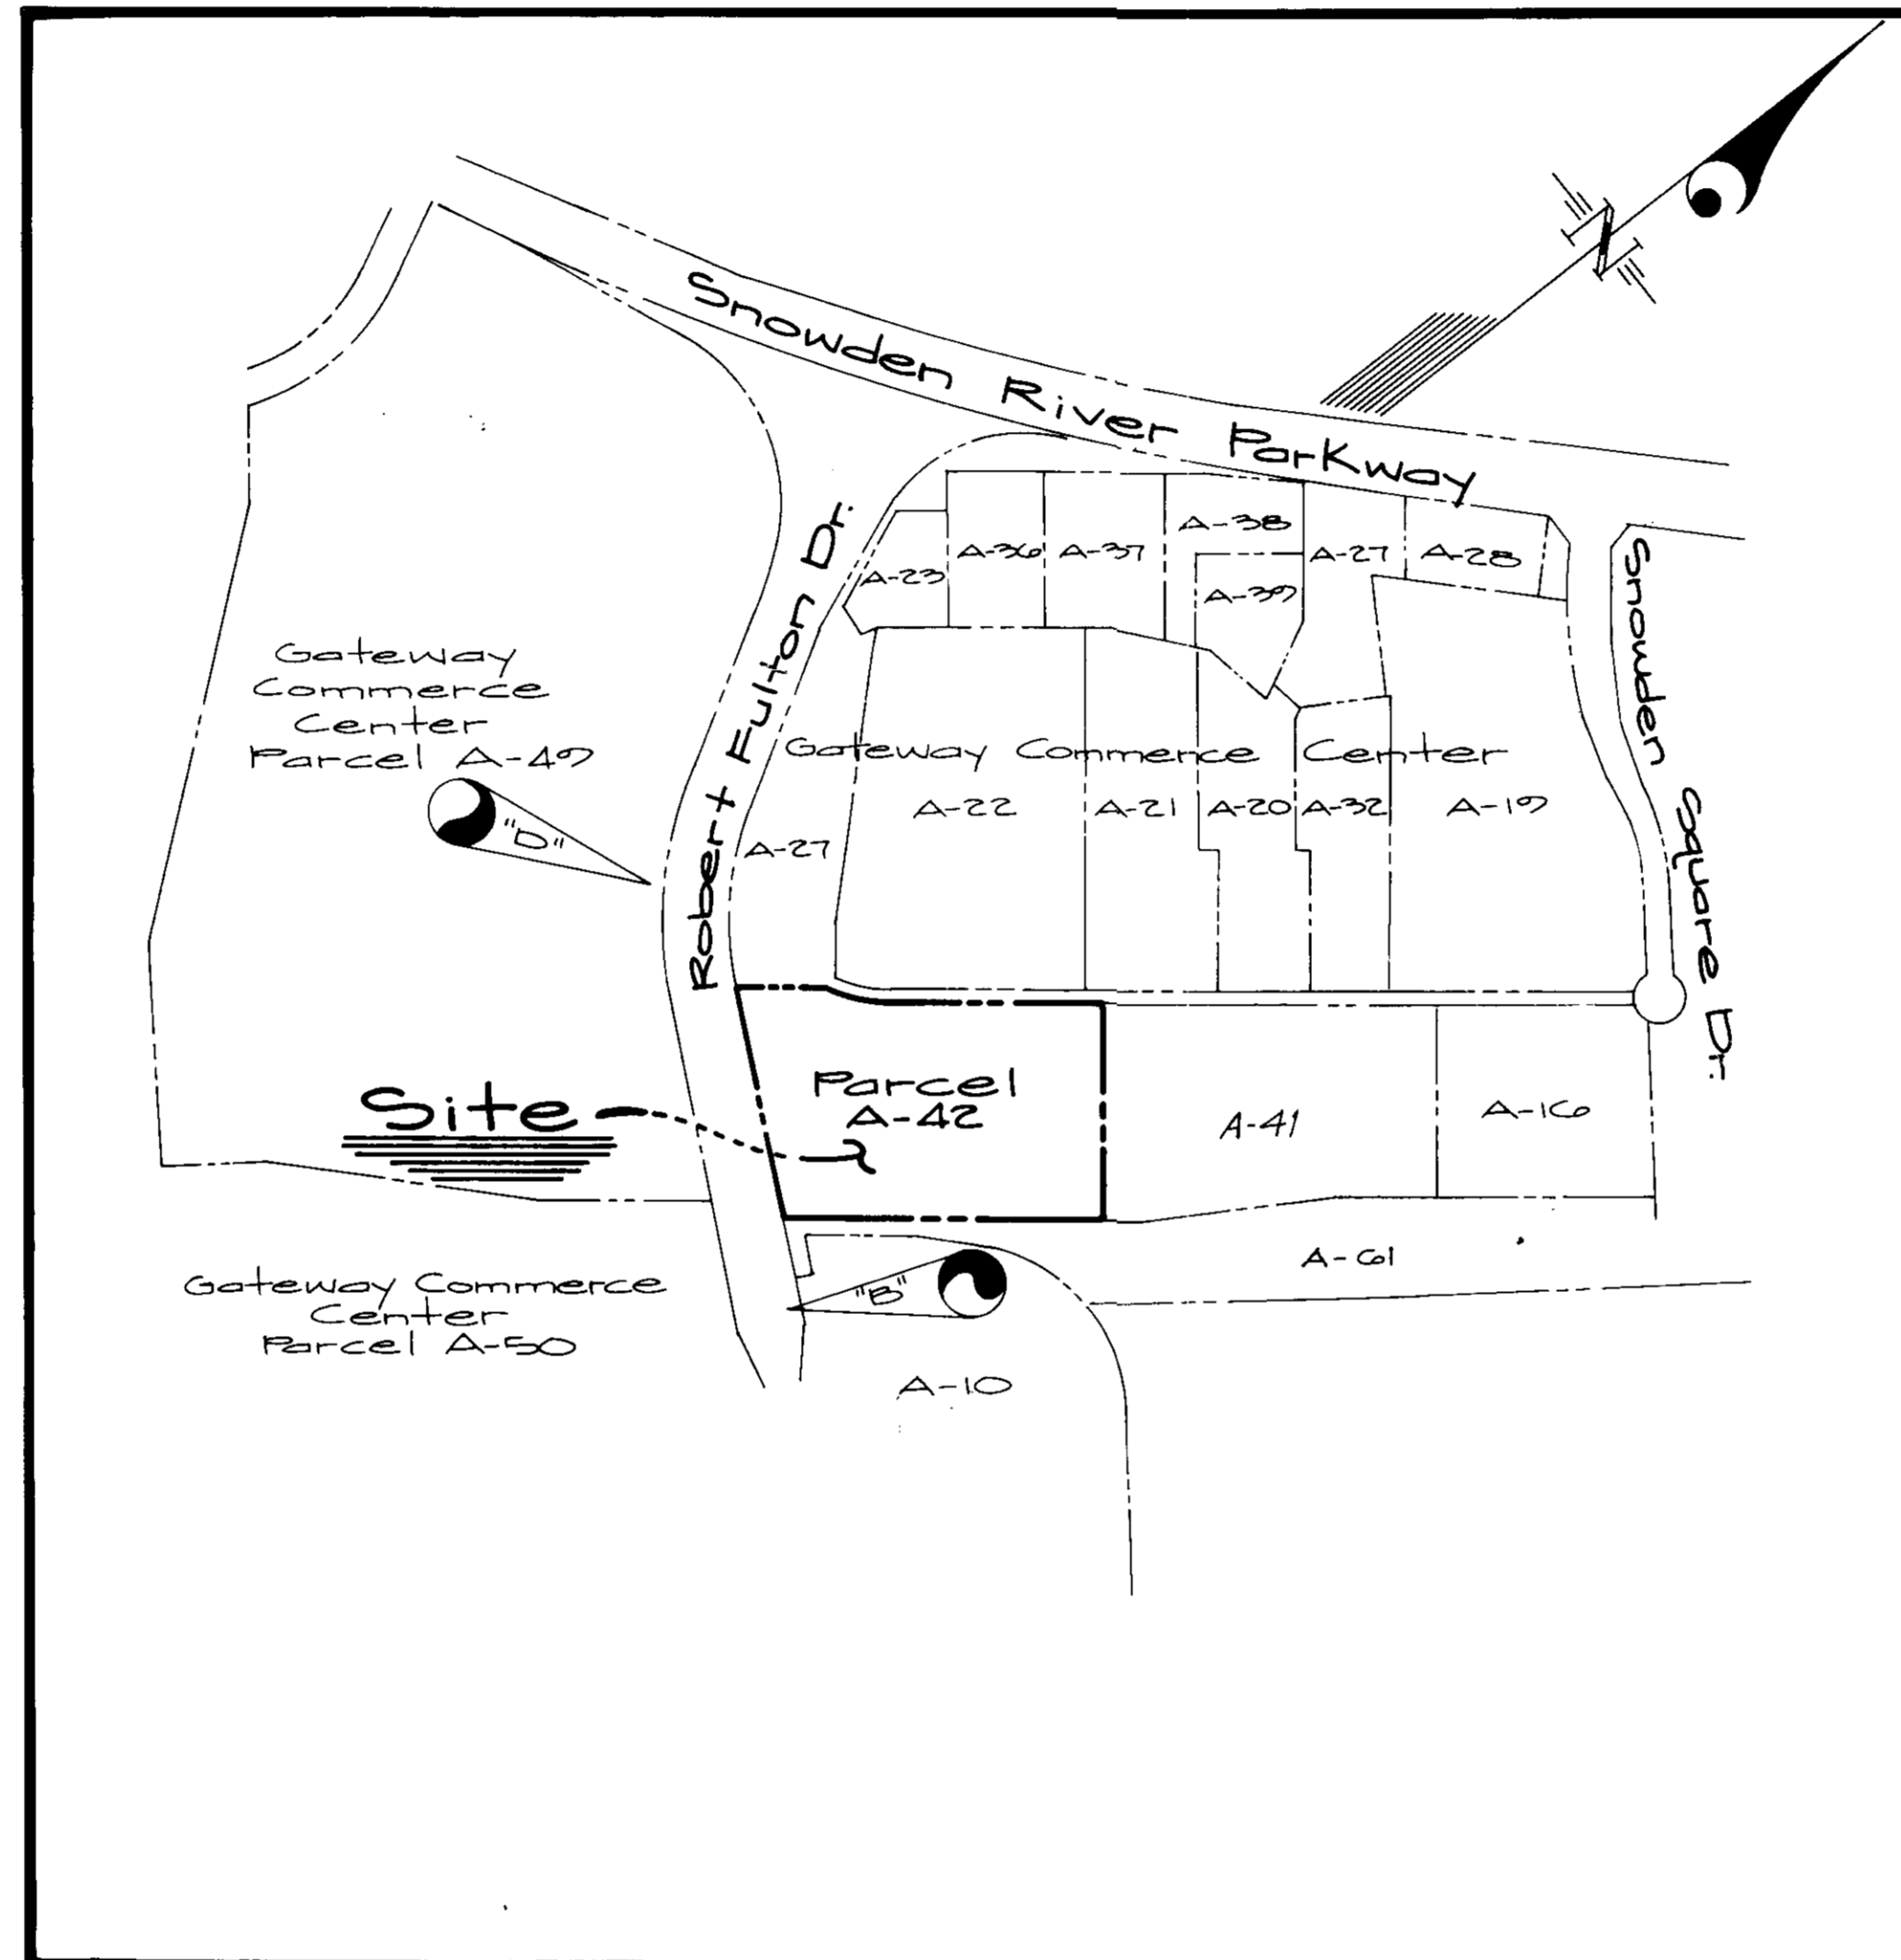 N
Snowden River Parkway
A-38
A-36
A-37
A-27
A-28
A-23
A-39
Robert Fulton Dr.
Snowden Square Dr.
Gateway
Commerce
Center
Parcel A-49
"D"
Gateway Commerce Center
A-22
A-21
A-20
A-32
A-19
A-27
Parcel
A-42
Site
A-41
A-16
A-61
"B"
Gateway Commerce
Center
Parcel A-50
A-10